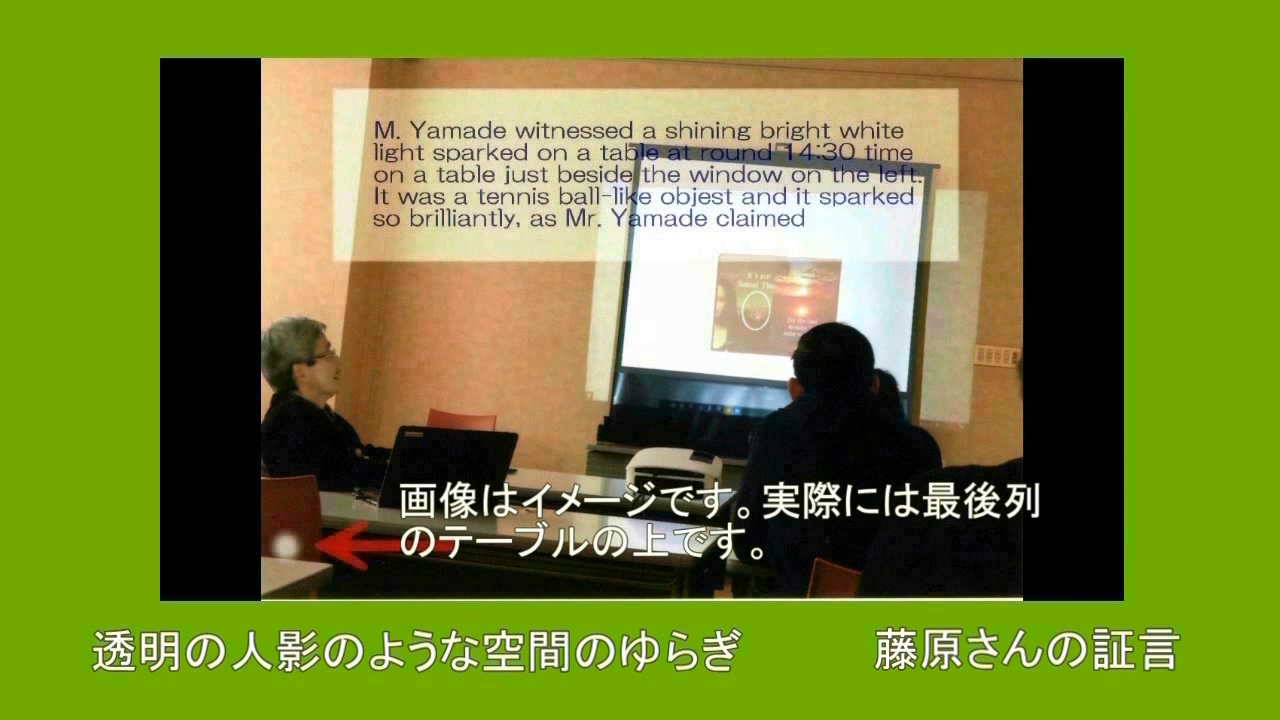 M. Yamade witnessed a shining bright white
light sparked on a table at round 14:30 time
on a table just beside the window on the left.
It was a tennis ball-like objest and it sparked
so brilliantly, as Mr. Yamade claimed
It's not
Sunset
画像はイメージです。実際には最後列
のテーブルの上です。
透明の人影のような空間のゆらぎ
藤原さんの証言